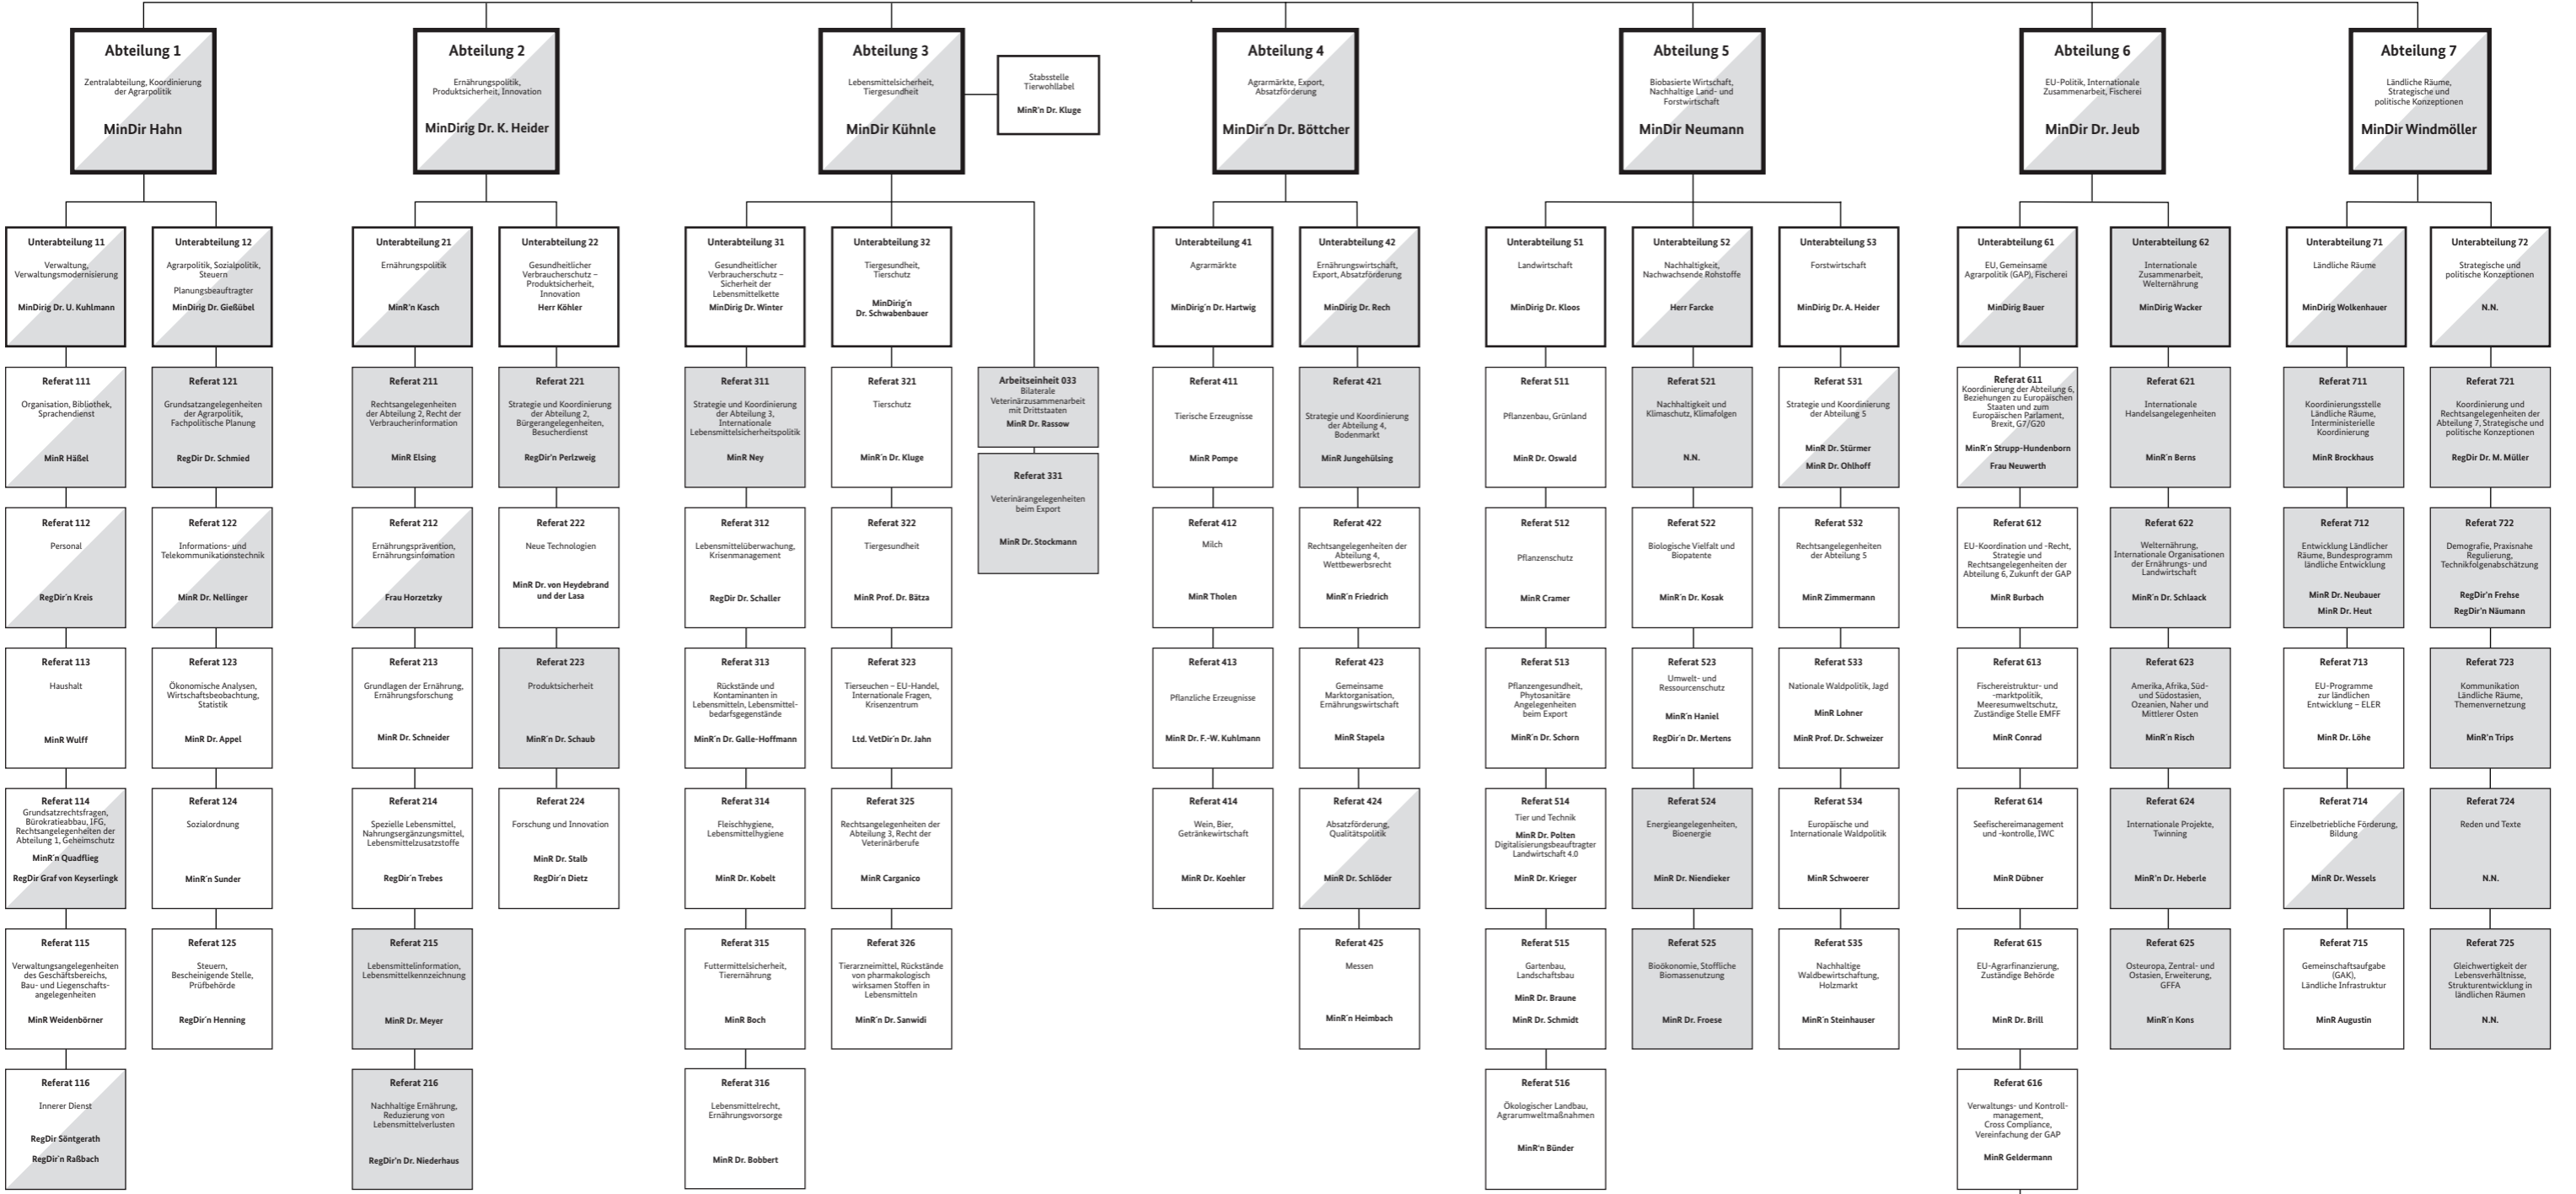 Abteilung 1
Zentralabteilung, Koordinierung
der Agrarpolitik
MinDir Hahn
Abteilung 2
Ernährungspolitik,
Produktsicherheit, Innovation
MinDirig Dr. K. Heider
Abteilung 3
Lebensmittelsicherheit,
Tiergesundheit
MinDir Kühnle
Stabsstelle
Tierwohllabel
MinR'n Dr. Kluge
Abteilung 4
Agrarmärkte, Export,
Absatzförderung
MinDir´n Dr. Böttcher
Abteilung 5
Biobasierte Wirtschaft,
Nachhaltige Land- und
Forstwirtschaft
MinDir Neumann
Abteilung 6
EU-Politik, Internationale
Zusammenarbeit, Fischerei
MinDir Dr. Jeub
Abteilung 7
Ländliche Räume,
Strategische und
politische Konzeptionen
MinDir Windmöller
Unterabteilung 11
Verwaltung,
Verwaltungsmodernisierung
MinDirig Dr. U. Kuhlmann
Unterabteilung 12
Agrarpolitik, Sozialpolitik,
Steuern
Planungsbeauftragter
MinDirig Dr. Gießübel
Unterabteilung 21
Ernährungspolitik
MinR'n Kasch
Unterabteilung 22
Gesundheitlicher
Verbraucherschutz –
Produktsicherheit,
Innovation
Herr Köhler
Unterabteilung 31
Gesundheitlicher
Verbraucherschutz –
Sicherheit der
Lebensmittelkette
MinDirig Dr. Winter
Unterabteilung 32
Tiergesundheit,
Tierschutz
MinDirig´n
Dr. Schwabenbauer
Unterabteilung 41
Agrarmärkte
MinDirig´n Dr. Hartwig
Unterabteilung 42
Ernährungswirtschaft,
Export, Absatzförderung
MinDirig Dr. Rech
Unterabteilung 51
Landwirtschaft
MinDirig Dr. Kloos
Unterabteilung 52
Nachhaltigkeit,
Nachwachsende Rohstoffe
Herr Farcke
Unterabteilung 53
Forstwirtschaft
MinDirig Dr. A. Heider
Unterabteilung 61
EU, Gemeinsame
Agrarpolitik (GAP), Fischerei
MinDirig Bauer
Unterabteilung 62
Internationale
Zusammenarbeit,
Welternährung
MinDirig Wacker
Unterabteilung 71
Ländliche Räume
MinDirig Wolkenhauer
Unterabteilung 72
Strategische und
politische Konzeptionen
N.N.
Referat 111
Organisation, Bibliothek,
Sprachendienst
MinR Häßel
Referat 121
Grundsatzangelegenheiten
der Agrarpolitik,
Fachpolitische Planung
RegDir Dr. Schmied
Referat 211
Rechtsangelegenheiten
der Abteilung 2, Recht der
Verbraucherinformation
MinR Elsing
Referat 221
Strategie und Koordinierung
der Abteilung 2,
Bürgerangelegenheiten,
Besucherdienst
RegDir'n Perlzweig
Referat 311
Strategie und Koordinierung
der Abteilung 3,
Internationale
Lebensmittelsicherheitspolitik
MinR Ney
Referat 321
Tierschutz
MinR´n Dr. Kluge
Arbeitseinheit 033
Bilaterale
Veterinärzusammenarbeit
mit Drittstaaten
MinR Dr. Rassow
Referat 331
Veterinärangelegenheiten
beim Export
MinR Dr. Stockmann
Referat 411
Tierische Erzeugnisse
MinR Pompe
Referat 421
Strategie und Koordinierung
der Abteilung 4,
Bodenmarkt
MinR Jungehülsing
Referat 511
Pflanzenbau, Grünland
MinR Dr. Oswald
Referat 521
Nachhaltigkeit und
Klimaschutz, Klimafolgen
N.N.
Referat 531
Strategie und Koordinierung
der Abteilung 5
MinR Dr. Stürmer
MinR Dr. Ohlhoff
Referat 611
Koordinierung der Abteilung 6,
Beziehungen zu Europäischen
Staaten und zum
Europäischen Parlament,
Brexit, G7/G20
MinR´n Strupp-Hundenborn
Frau Neuwerth
Referat 621
Internationale
Handelsangelegenheiten
MinR´n Berns
Referat 711
Koordinierungsstelle
Ländliche Räume,
Interministerielle
Koordinierung
MinR Brockhaus
Referat 721
Koordinierung und
Rechtsangelegenheiten der
Abteilung 7, Strategische und
politische Konzeptionen
RegDir Dr. M. Müller
Referat 112
Personal
RegDir´n Kreis
Referat 122
Informations- und
Telekommunikationstechnik
MinR Dr. Nellinger
Referat 212
Ernährungsprävention,
Ernährungsinfomation
Frau Horzetzky
Referat 222
Neue Technologien
MinR Dr. von Heydebrand
und der Lasa
Referat 312
Lebensmittelüberwachung,
Krisenmanagement
RegDir Dr. Schaller
Referat 322
Tiergesundheit
MinR Prof. Dr. Bätza
Referat 412
Milch
MinR Tholen
Referat 422
Rechtsangelegenheiten der
Abteilung 4,
Wettbewerbsrecht
MinR´n Friedrich
Referat 512
Pflanzenschutz
MinR Cramer
Referat 522
Biologische Vielfalt und
Biopatente
MinR´n Dr. Kosak
Referat 532
Rechtsangelegenheiten
der Abteilung 5
MinR Zimmermann
Referat 612
EU-Koordination und -Recht,
Strategie und
Rechtsangelegenheiten der
Abteilung 6, Zukunft der GAP
MinR Burbach
Referat 622
Welternährung,
Internationale Organisationen
der Ernährungs- und
Landwirtschaft
MinR´n Dr. Schlaack
Referat 712
Entwicklung Ländlicher
Räume, Bundesprogramm
ländliche Entwicklung
MinR Dr. Neubauer
MinR Dr. Heut
Referat 722
Demografie, Praxisnahe
Regulierung,
Technikfolgenabschätzung
RegDir'n Frehse
RegDir'n Näumann
Referat 113
Haushalt
MinR Wulff
Referat 123
Ökonomische Analysen,
Wirtschaftsbeobachtung,
Statistik
MinR Dr. Appel
Referat 213
Grundlagen der Ernährung,
Ernährungsforschung
MinR Dr. Schneider
Referat 223
Produktsicherheit
MinR´n Dr. Schaub
Referat 313
Rückstände und
Kontaminanten in
Lebensmitteln, Lebensmittel-
bedarfsgegenstände
MinR´n Dr. Galle-Hoffmann
Referat 323
Tierseuchen – EU-Handel,
Internationale Fragen,
Krisenzentrum
Ltd. VetDir´n Dr. Jahn
Referat 413
Pflanzliche Erzeugnisse
MinR Dr. F.-W. Kuhlmann
Referat 423
Gemeinsame
Marktorganisation,
Ernährungswirtschaft
MinR Stapela
Referat 513
Pflanzengesundheit,
Phytosanitäre
Angelegenheiten
beim Export
MinR´n Dr. Schorn
Referat 523
Umwelt- und
Ressourcenschutz
MinR´n Haniel
RegDir´n Dr. Mertens
Referat 533
Nationale Waldpolitik, Jagd
MinR Lohner
MinR Prof. Dr. Schweizer
Referat 613
Fischereistruktur- und
-marktpolitik,
Meeresumweltschutz,
Zuständige Stelle EMFF
MinR Conrad
Referat 623
Amerika, Afrika, Süd-
und Südostasien,
Ozeanien, Naher und
Mittlerer Osten
MinR´n Risch
Referat 713
EU-Programme
zur ländlichen
Entwicklung – ELER
MinR Dr. Löhe
Referat 723
Kommunikation
Ländliche Räume,
Themenvernetzung
MinR'n Trips
Referat 114
Grundsatzrechtsfragen,
Bürokratieabbau, IFG,
Rechtsangelegenheiten der
Abteilung 1, Geheimschutz
MinR´n Quadflieg
RegDir Graf von Keyserlingk
Referat 124
Sozialordnung
MinR´n Sunder
Referat 214
Spezielle Lebensmittel,
Nahrungsergänzungsmittel,
Lebensmittelzusatzstoffe
RegDir´n Trebes
Referat 224
Forschung und Innovation
MinR Dr. Stalb
RegDir´n Dietz
Referat 314
Fleischhygiene,
Lebensmittelhygiene
MinR Dr. Kobelt
Referat 325
Rechtsangelegenheiten der
Abteilung 3, Recht der
Veterinärberufe
MinR Carganico
Referat 414
Wein, Bier,
Getränkewirtschaft
MinR Dr. Koehler
Referat 424
Absatzförderung,
Qualitätspolitik
MinR Dr. Schlöder
Referat 514
Tier und Technik
MinR Dr. Polten
Digitalisierungsbeauftragter
Landwirtschaft 4.0
MinR Dr. Krieger
Referat 524
Energieangelegenheiten,
Bioenergie
MinR Dr. Niendieker
Referat 534
Europäische und
Internationale Waldpolitik
MinR Schwoerer
Referat 614
Seefischereimanagement
und -kontrolle, IWC
MinR Dübner
Referat 624
Internationale Projekte,
Twinning
MinR'n Dr. Heberle
Referat 714
Einzelbetriebliche Förderung,
Bildung
MinR Dr. Wessels
Referat 724
Reden und Texte
N.N.
Referat 115
Verwaltungsangelegenheiten
des Geschäftsbereichs,
Bau- und Liegenschafts-
angelegenheiten
MinR Weidenbörner
Referat 125
Steuern,
Bescheinigende Stelle,
Prüfbehörde
RegDir´n Henning
Referat 215
Lebensmittelinformation,
Lebensmittelkennzeichnung
MinR Dr. Meyer
Referat 315
Futtermittelsicherheit,
Tierernährung
MinR Boch
Referat 326
Tierarzneimittel, Rückstände
von pharmakologisch
wirksamen Stoffen in
Lebensmitteln
MinR´n Dr. Sanwidi
Referat 425
Messen
MinR´n Heimbach
Referat 515
Gartenbau,
Landschaftsbau
MinR Dr. Braune
MinR Dr. Schmidt
Referat 525
Bioökonomie, Stoffliche
Biomassenutzung
MinR Dr. Froese
Referat 535
Nachhaltige
Waldbewirtschaftung,
Holzmarkt
MinR´n Steinhauser
Referat 615
EU-Agrarfinanzierung,
Zuständige Behörde
MinR Dr. Brill
Referat 625
Osteuropa, Zentral- und
Ostasien, Erweiterung,
GFFA
MinR´n Kons
Referat 715
Gemeinschaftsaufgabe
(GAK),
Ländliche Infrastruktur
MinR Augustin
Referat 725
Gleichwertigkeit der
Lebensverhältnisse,
Strukturentwicklung in
ländlichen Räumen
N.N.
Referat 116
Innerer Dienst
RegDir Söntgerath
RegDir´n Raßbach
Referat 216
Nachhaltige Ernährung,
Reduzierung von
Lebensmittelverlusten
RegDir'n Dr. Niederhaus
Referat 316
Lebensmittelrecht,
Ernährungsvorsorge
MinR Dr. Bobbert
Referat 516
Ökologischer Landbau,
Agrarumweltmaßnahmen
MinR'n Bünder
Referat 616
Verwaltungs- und Kontroll-
management,
Cross Compliance,
Vereinfachung der GAP
MinR Geldermann